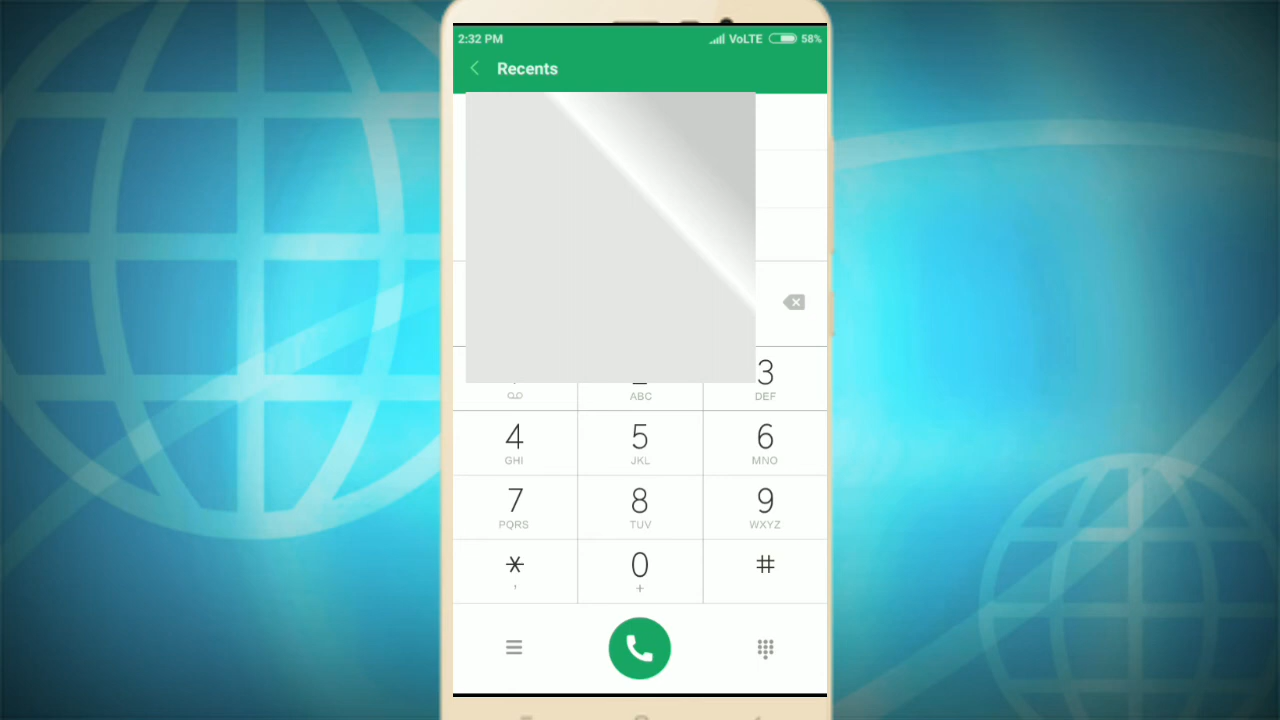 2:32 PM VoLTE 58%
Recents
3
ABC DEF
4 5 6
GHI JKL MNO
7 8 9
PQRS TUV WXYZ
* 0 #
, +